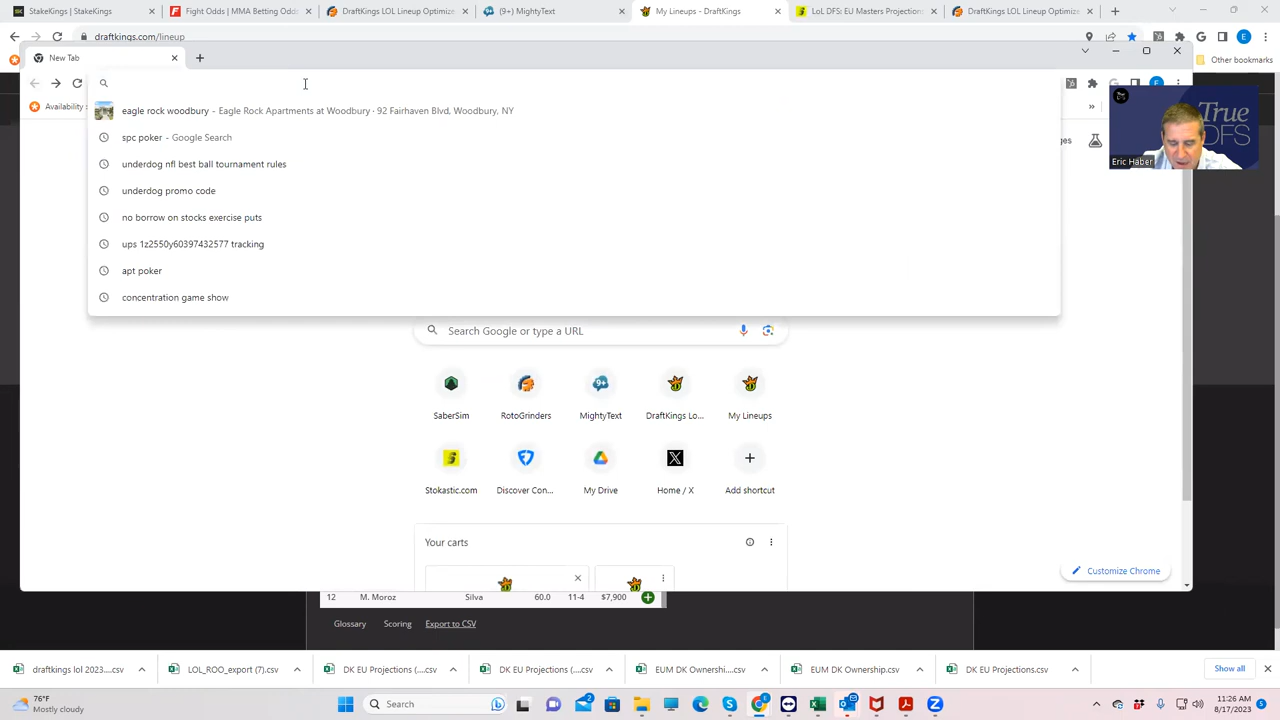 StakeKings | StakeKings
Fight Odds | MMA Betting Odds
DraftKings LOL Lineup Optimize
(9+) MightyText
My Lineups - DraftKings
LoL DFS: EU Masters Projection
DraftKings LOL Lineup Optimize
draftkings.com/lineup
E
New Tab
Other bookmarks
Availability
E
eagle rock woodbury - Eagle Rock Apartments at Woodbury · 92 Fairhaven Blvd, Woodbury, NY
spc poker - Google Search
underdog nfl best ball tournament rules
underdog promo code
no borrow on stocks exercise puts
ups 1z2550y60397432577 tracking
apt poker
concentration game show
ges
True
DFS
Eric Haber
Search Google or type a URL
SaberSim
RotoGrinders
MightyText
DraftKings Lo...
My Lineups
Stokastic.com
Discover Con...
My Drive
Home / X
Add shortcut
Your carts
Customize Chrome
12 M. Moroz Silva 60.0 11-4 $7,900
Glossary Scoring Export to CSV
draftkings lol 2023....csv
LOL_ROO_export (7).csv
DK EU Projections (....csv
DK EU Projections (....csv
EUM DK Ownershi....csv
EUM DK Ownership.csv
DK EU Projections.csv
Show all
76°F
Mostly cloudy
Search
11:26 AM
8/17/2023